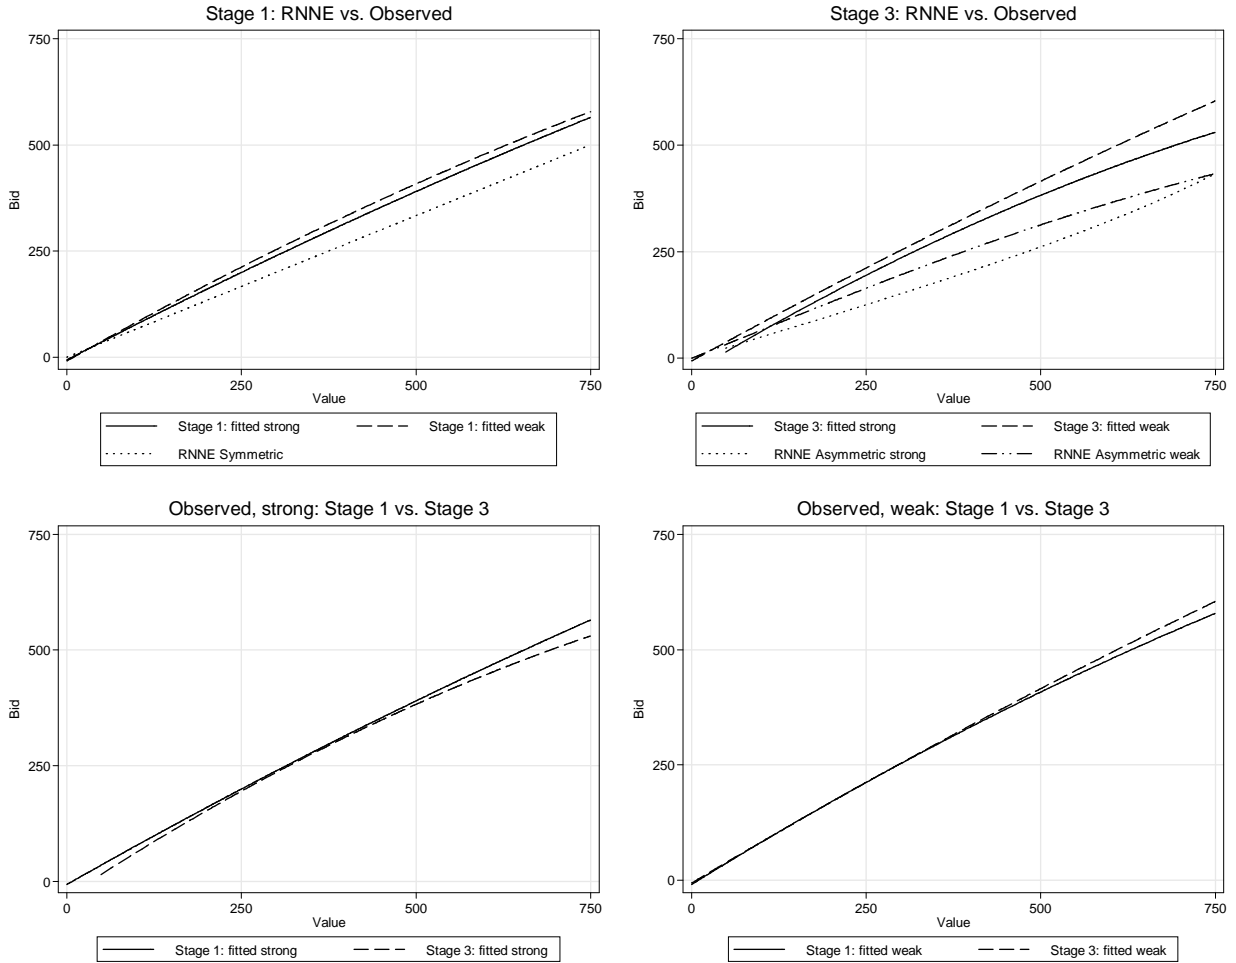 Stage 1: RNNE vs. Observed
750
500
250
0
Bid
0 250 500 750
Value
Stage 1: fitted strong Stage 1: fitted weak
RNNE Symmetric
Stage 3: RNNE vs. Observed
750
500
250
0
Bid
0 250 500 750
Value
Stage 3: fitted strong Stage 3: fitted weak
RNNE Asymmetric strong RNNE Asymmetric weak
Observed, strong: Stage 1 vs. Stage 3
750
500
250
0
Bid
0 250 500 750
Value
Stage 1: fitted strong Stage 3: fitted strong
Observed, weak: Stage 1 vs. Stage 3
750
500
250
0
Bid
0 250 500 750
Value
Stage 1: fitted weak Stage 3: fitted weak